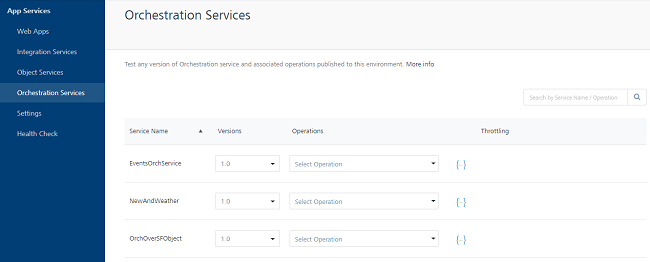 App Services
Web Apps
Integration Services
Object Services
Orchestration Services
Settings
Health Check
Orchestration Services
Test any version of Orchestration service and associated operations published to this environment. More info
Search by Service Name / Operation
Service Name ▲ Versions Operations Throttling
EventsOrchService 1.0 Select Operation {..}
NewAndWeather 1.0 Select Operation {..}
OrchOverSFObject 1.0 Select Operation {..}